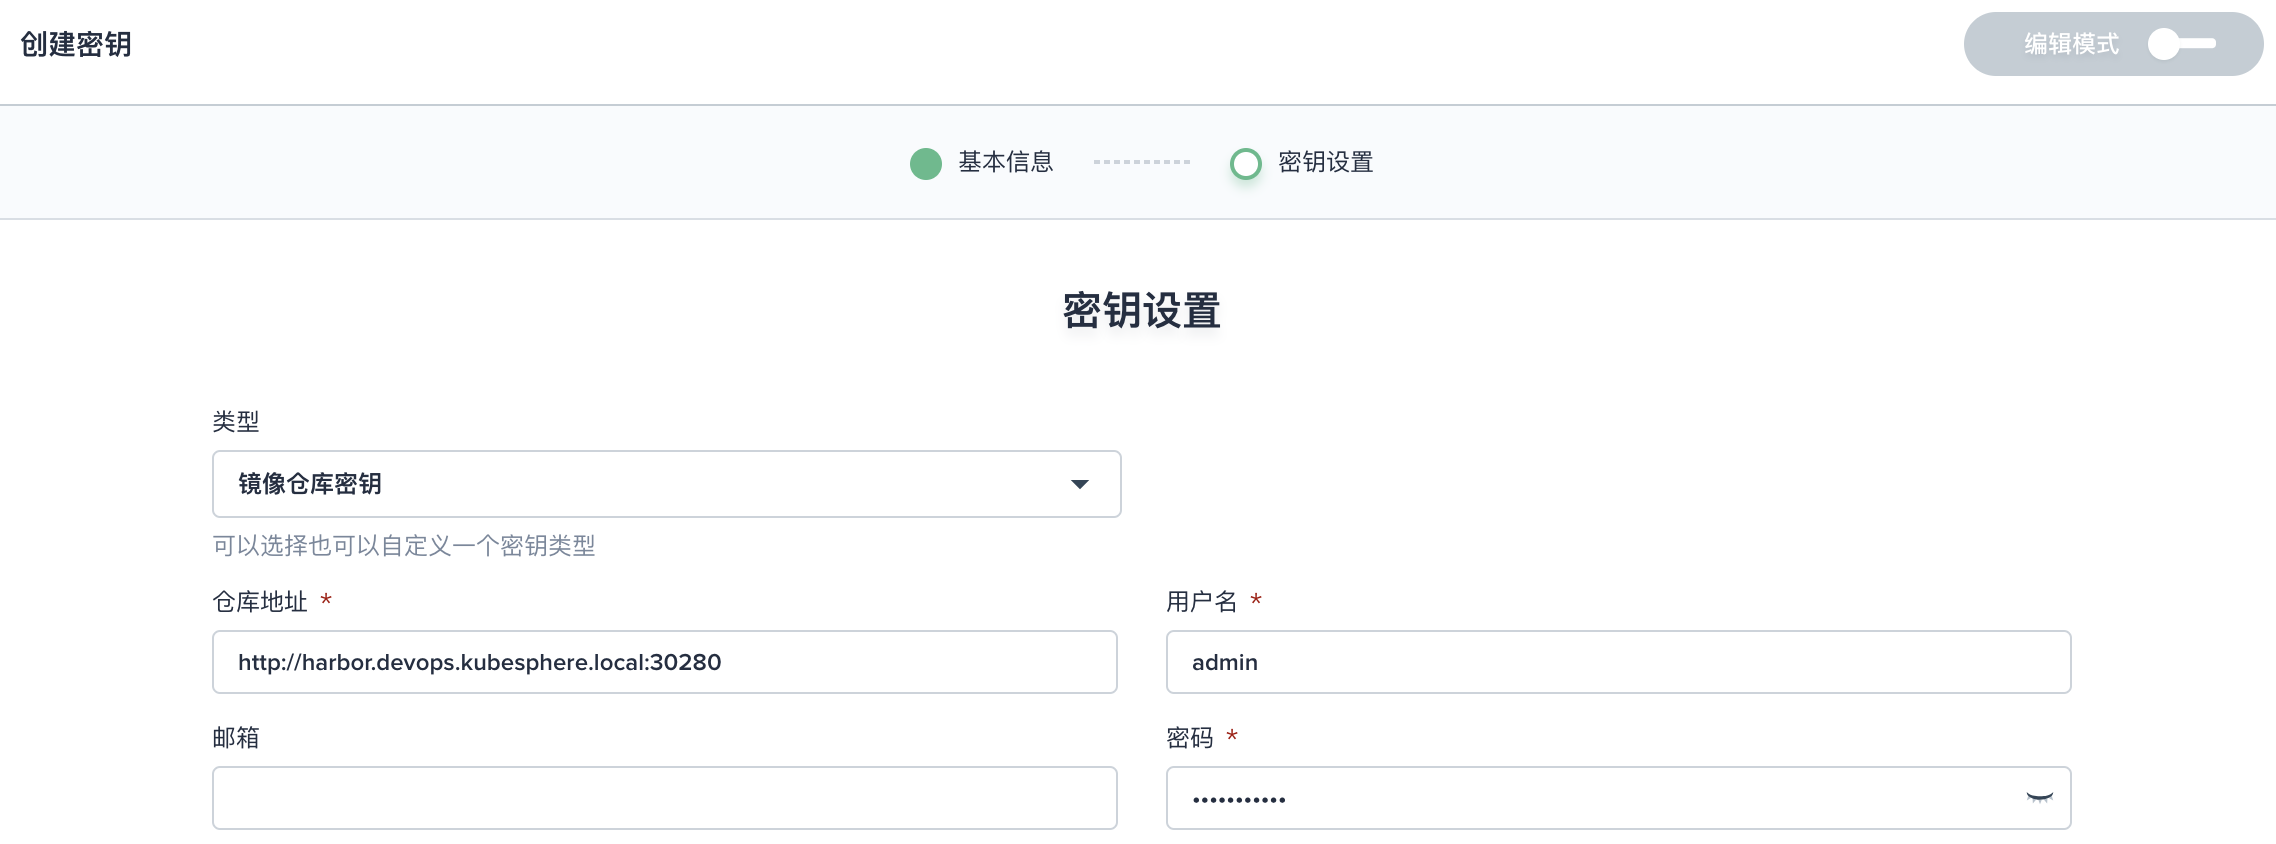 创建密钥
编辑模式
基本信息
密钥设置
密钥设置
类型
镜像仓库密钥
可以选择也可以自定义一个密钥类型
仓库地址 *
用户名 *
http://harbor.devops.kubesphere.local:30280
admin
邮箱
密码 *
•••••••••••